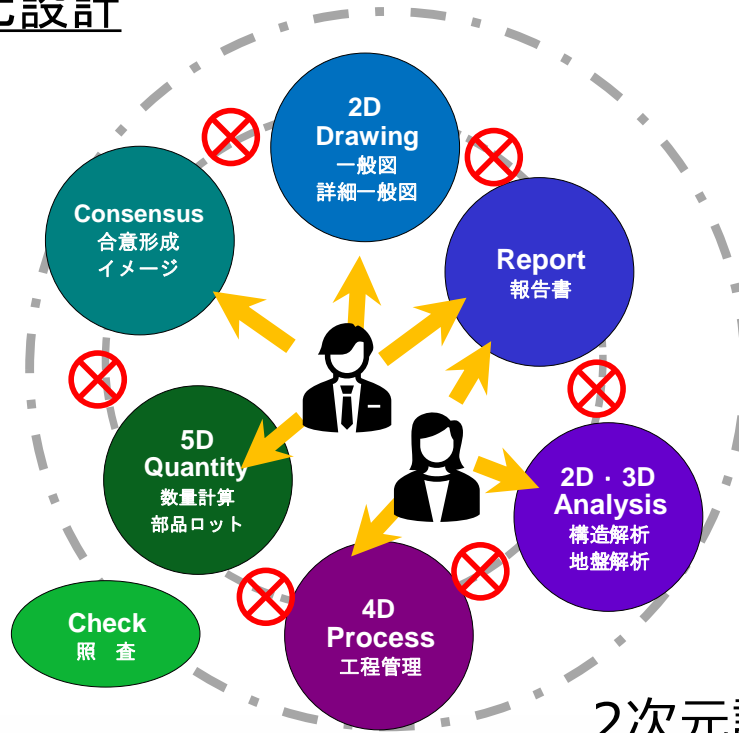 元設計
2D
Drawing
一般図
詳細一般図
Consensus
合意形成
イメージ
Report
報告書
5D
Quantity
数量計算
部品ロット
2D・3D
Analysis
構造解析
地盤解析
4D
Process
工程管理
Check
照 査
2次元